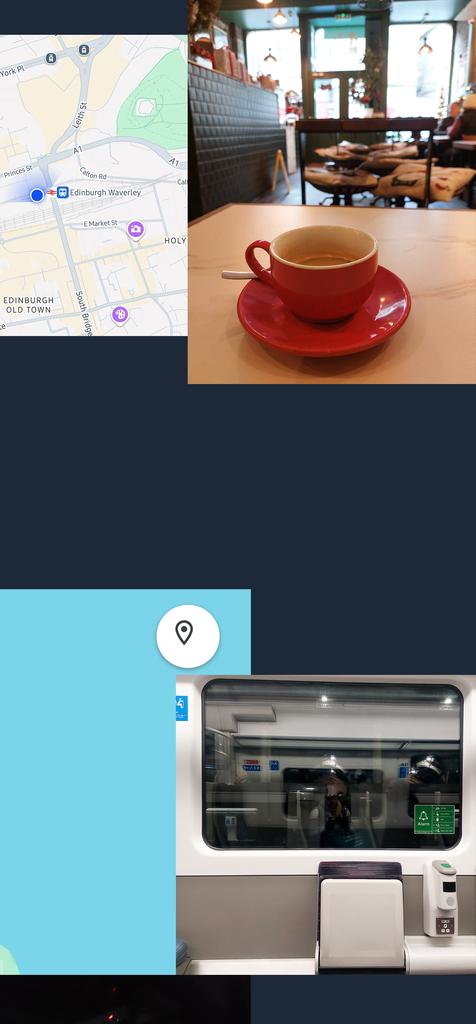 York Pl
Leith St
A1
Princes St
Calton Rd
A1
Cal
Edinburgh Waverley
E Market St
HOLY
EDINBURGH
OLD TOWN
South Bridge
Alarm